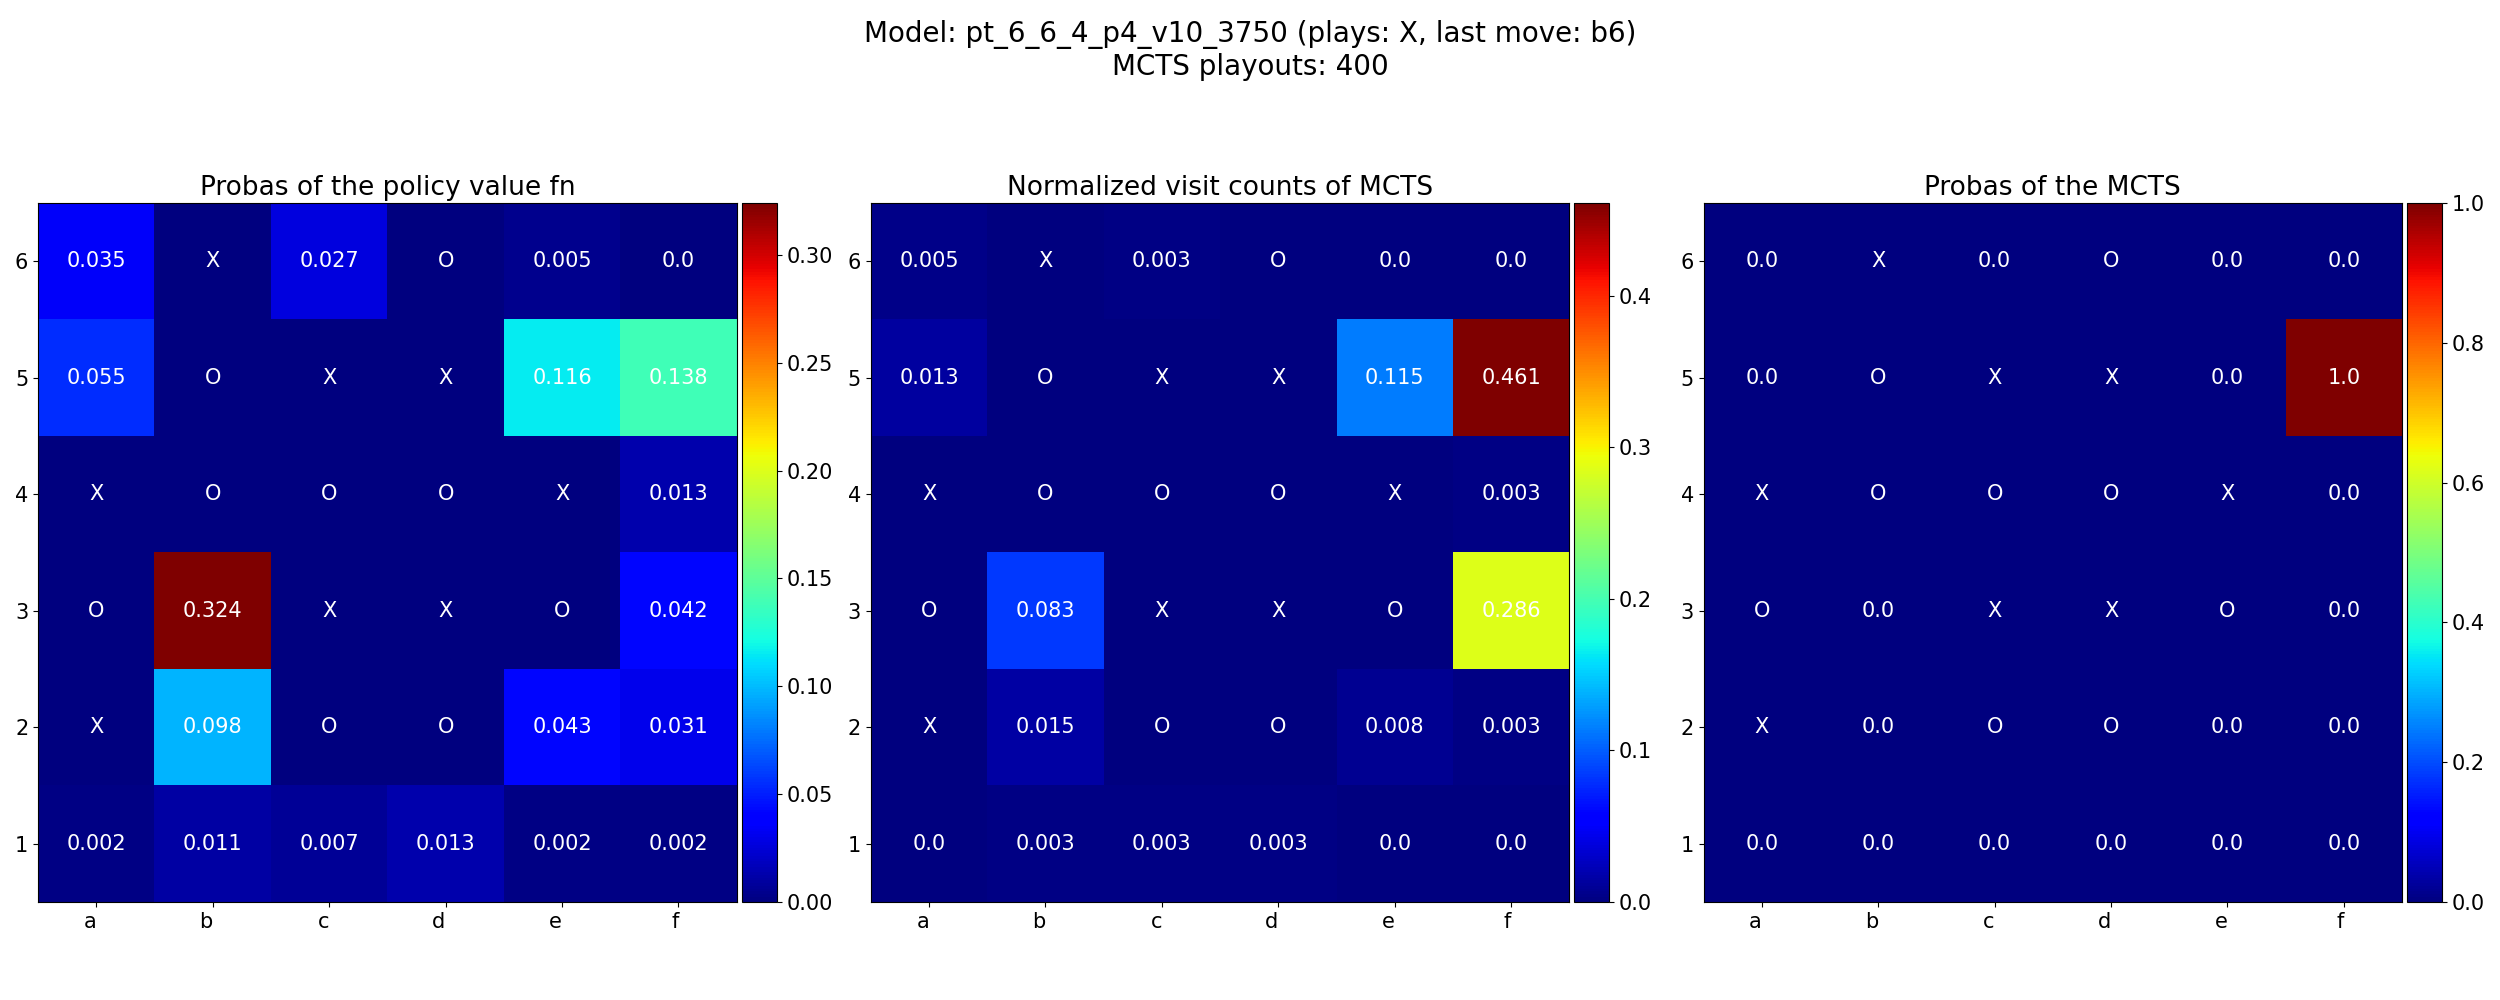 Model: pt_6_6_4_p4_v10_3750 (plays: X, last move: b6)
MCTS playouts: 400
Probas of the policy value fn
6 0.035 X 0.027 O 0.005 0.0
5 0.055 O X X 0.116 0.138
4 X O O O X 0.013
3 O 0.324 X X O 0.042
2 X 0.098 O O 0.043 0.031
1 0.002 0.011 0.007 0.013 0.002 0.002
a b c d e f
0.30
0.25
0.20
0.15
0.10
0.05
0.00
Normalized visit counts of MCTS
6 0.005 X 0.003 O 0.0 0.0
5 0.013 O X X 0.115 0.461
4 X O O O X 0.003
3 O 0.083 X X O 0.286
2 X 0.015 O O 0.008 0.003
1 0.0 0.003 0.003 0.003 0.0 0.0
a b c d e f
0.4
0.3
0.2
0.1
0.0
Probas of the MCTS
6 0.0 X 0.0 O 0.0 0.0
5 0.0 O X X 0.0 1.0
4 X O O O X 0.0
3 O 0.0 X X O 0.0
2 X 0.0 O O 0.0 0.0
1 0.0 0.0 0.0 0.0 0.0 0.0
a b c d e f
1.0
0.8
0.6
0.4
0.2
0.0